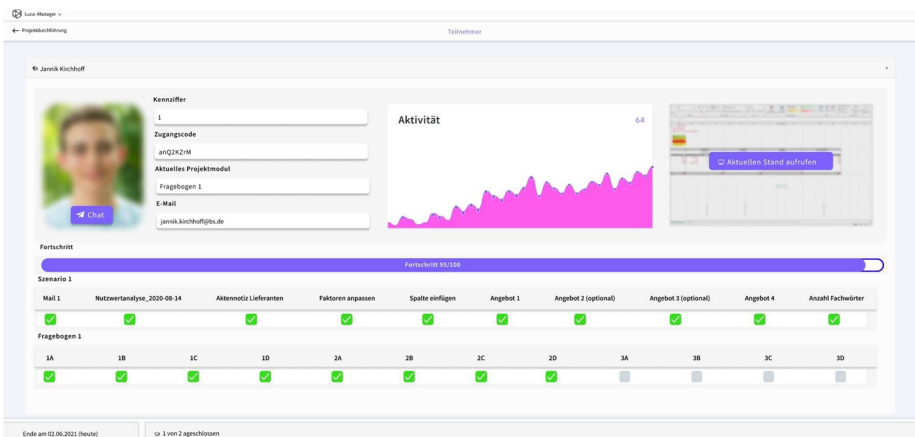 Luca-Manager
Projektdurchführung
Teilnehmer
Jannik Kirchhoff
Kennziffer
1
Zugangscode
anQ2KZrM
Aktuelles Projektmodul
Fragebogen 1
E-Mail
jannik.kirchhoff@bs.de
Chat
Aktivität 64
Aktuellen Stand aufrufen
Fortschritt
Fortschritt 95/100
Szenario 1
Mail 1 Nutzwertanalyse_2020-08-14 Aktennotiz Lieferanten Faktoren anpassen Spalte einfügen Angebot 1 Angebot 2 (optional) Angebot 3 (optional) Angebot 4 Anzahl Fachwörter
Fragebogen 1
1A 1B 1C 1D 2A 2B 2C 2D 3A 3B 3C 3D
Ende am 02.06.2021 (heute) 1 von 2 ageschlossen